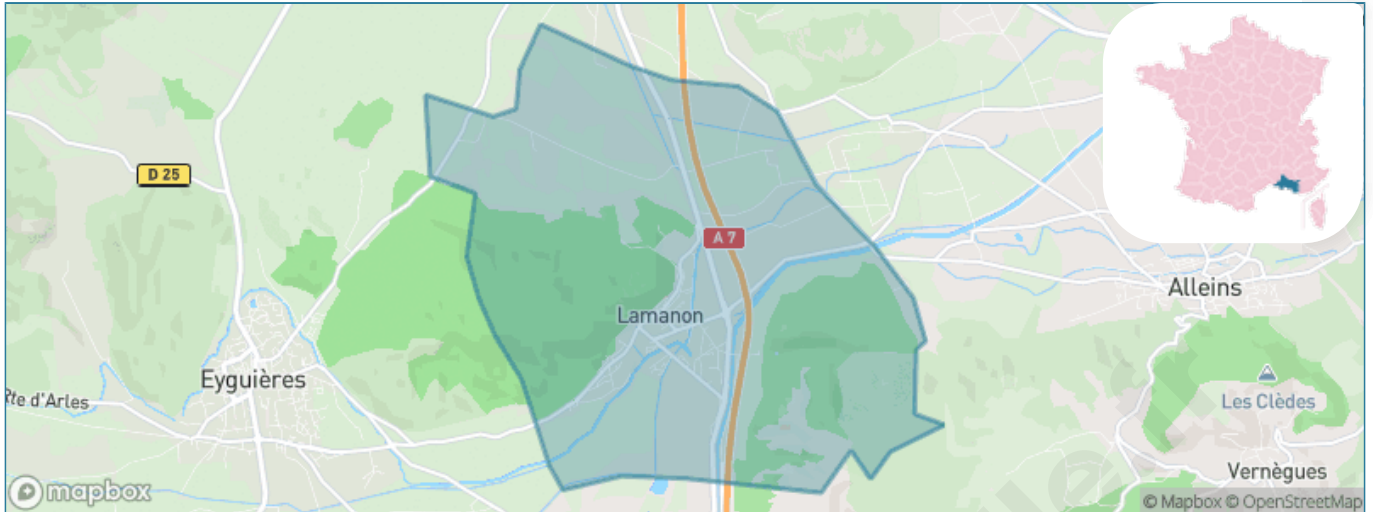 D 25
A 7
Lamanon
Alleins
Eyguières
Rte d'Arles
Les Clèdes
Vernègues
mapbox
© Mapbox © OpenStreetMap